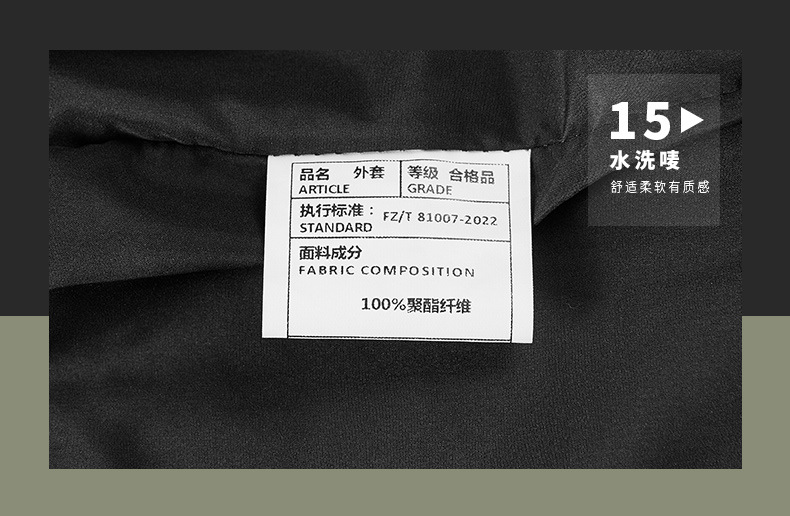 15▶
水洗唛
舒适柔软有质感
品名 外套 等级 合格品
ARTICLE GRADE
执行标准： FZ/T 81007-2022
STANDARD
面料成分
FABRIC COMPOSITION
100%聚酯纤维